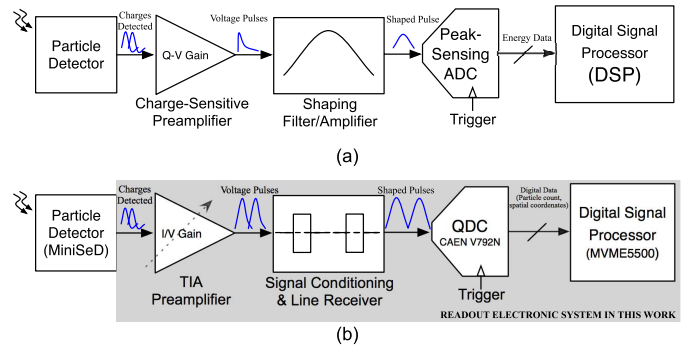 Charges
Detected
Voltage Pulses
Shaped Pulse
Particle
Detector
Q-V Gain
Peak-
Sensing
ADC
Energy Data
Digital Signal
Processor
(DSP)
Charge-Sensitive
Preamplifier
Shaping
Filter/Amplifier
Trigger
(a)
Charges
Detected
Voltage Pulses
Shaped Pulses
Digital Data
(Particle count,
spatial coordinates)
Particle
Detector
(MiniSeD)
I/V Gain
QDC
CAEN V792N
Digital Signal
Processor
(MVME5500)
TIA
Preamplifier
Signal Conditioning
& Line Receiver
Trigger
READOUT ELECTRONIC SYSTEM IN THIS WORK
(b)